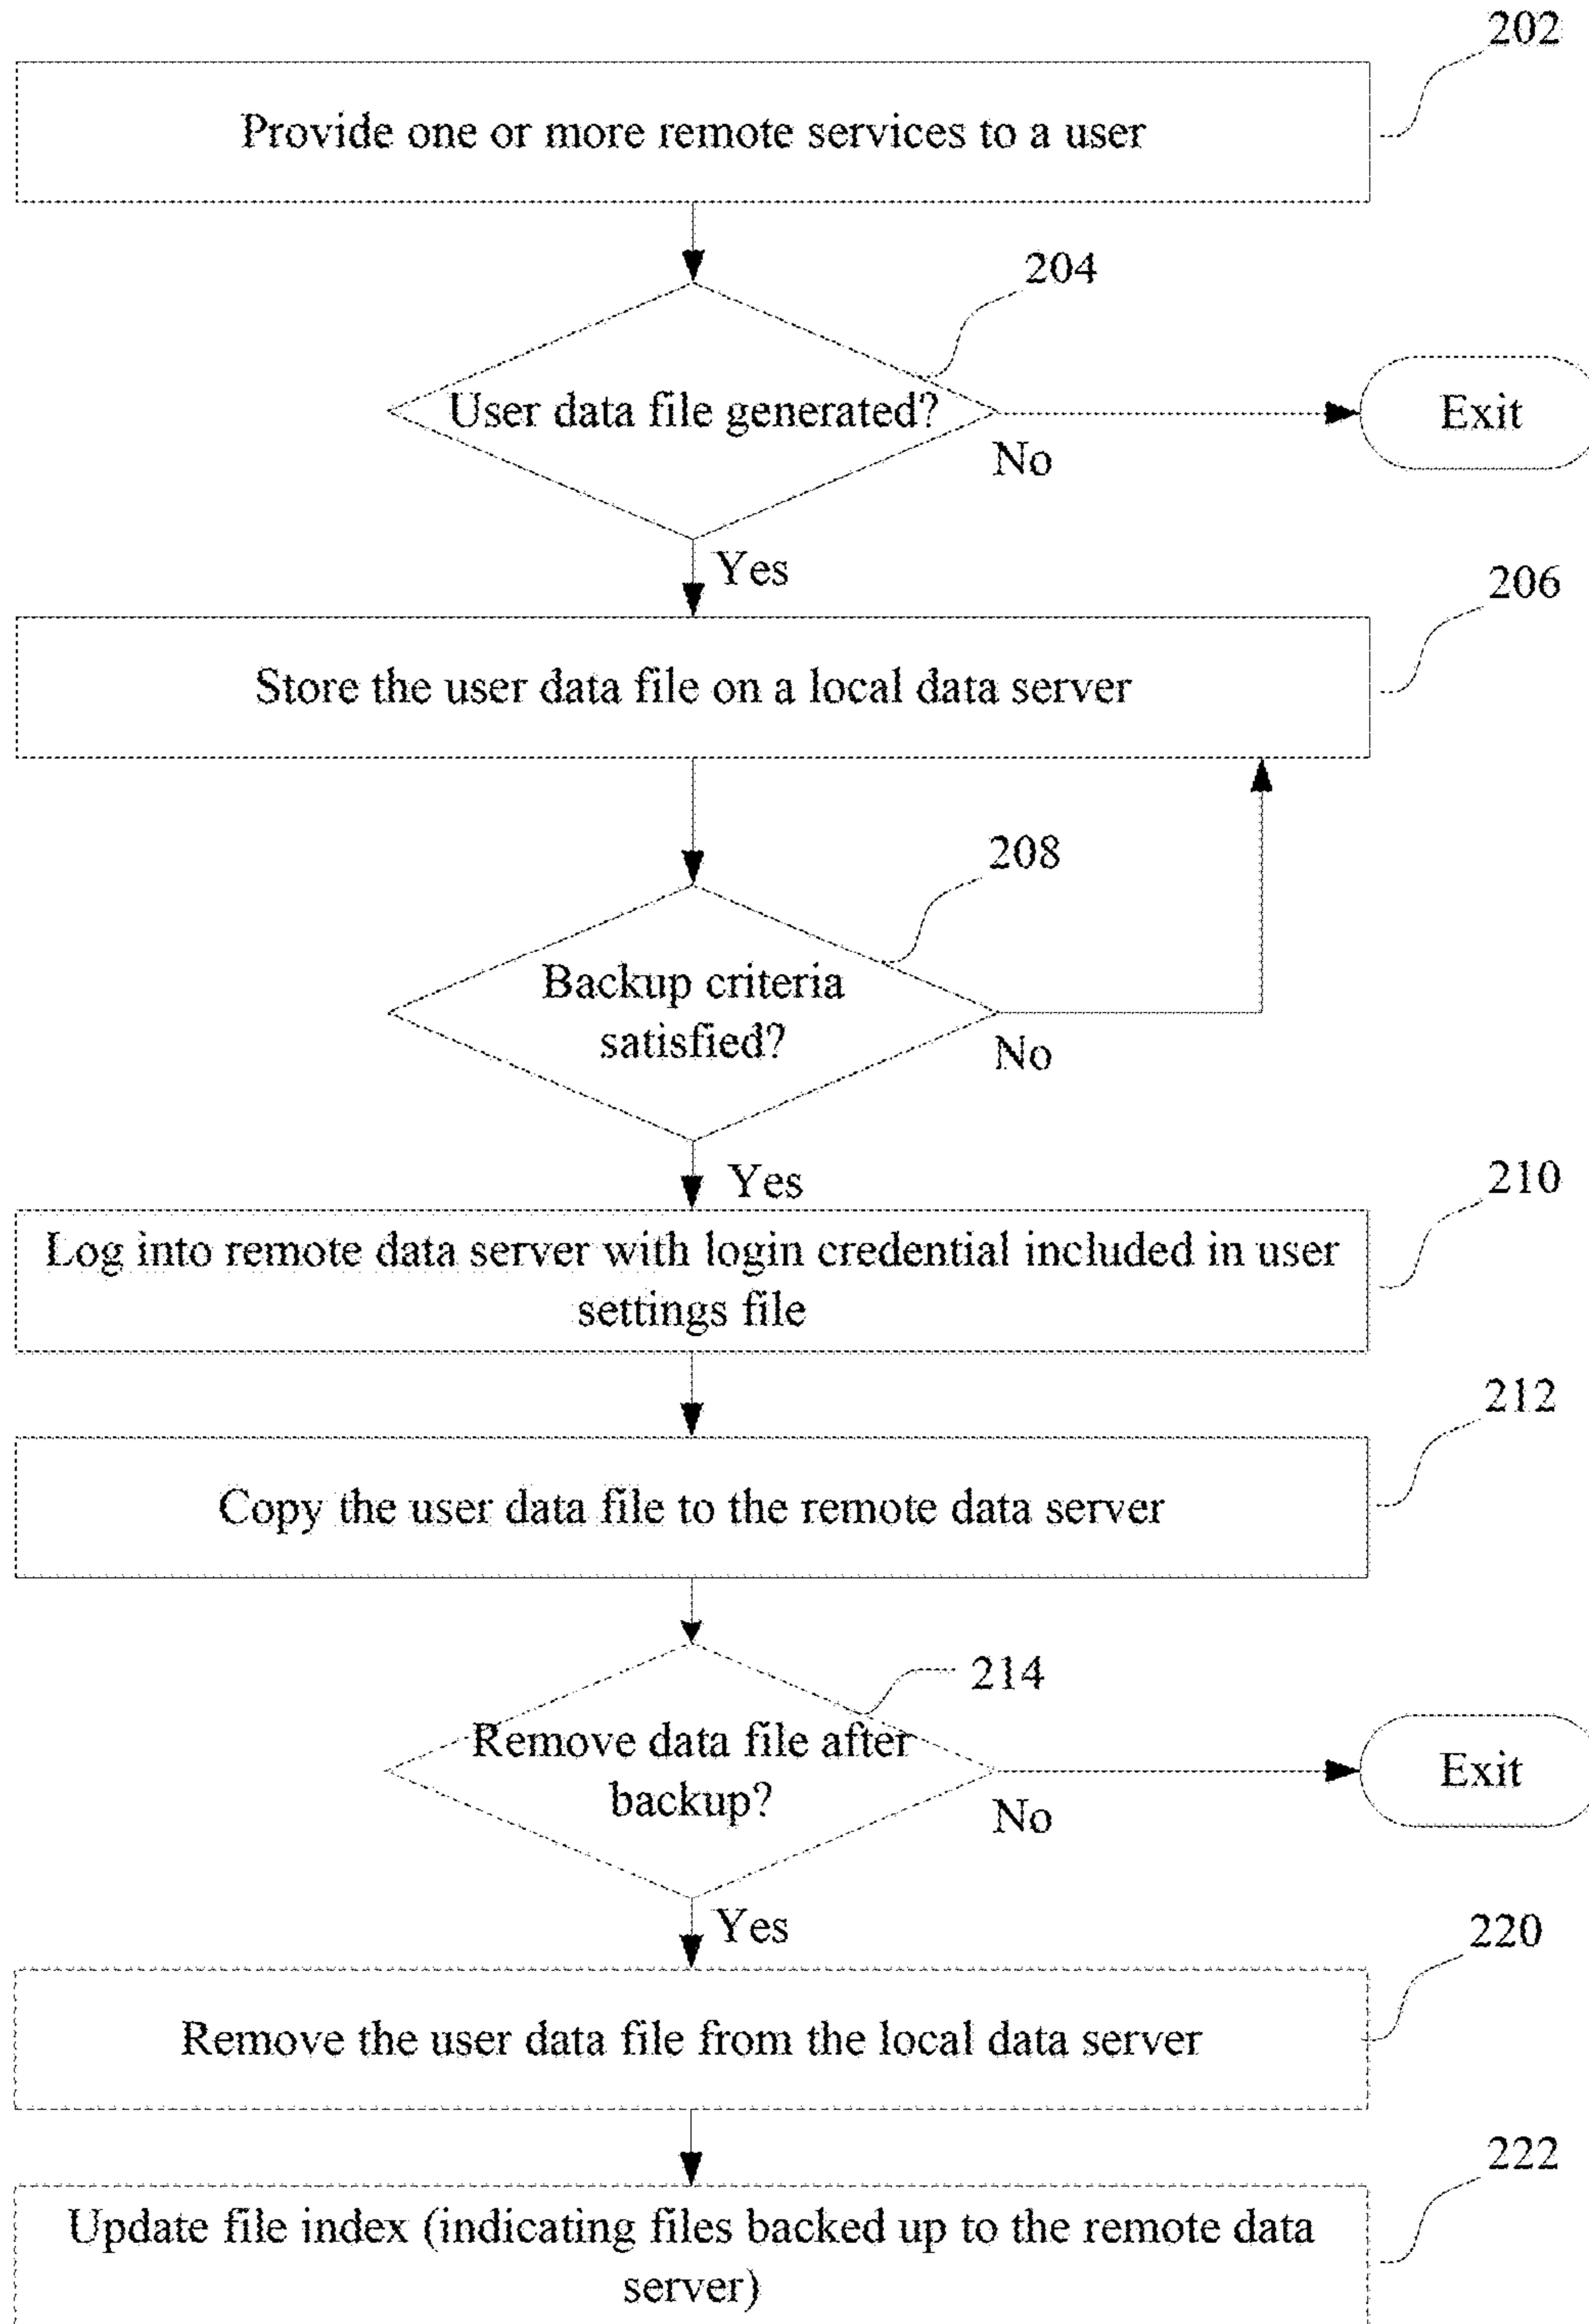 202
Provide one or more remote services to a user
204
User data file generated?
Exit
No
Yes
206
Store the user data file on a local data server
208
Backup criteria
satisfied?
No
Yes
210
Log into remote data server with login credential included in user
settings file
212
Copy the user data file to the remote data server
214
Remove data file after
backup?
Exit
No
Yes
220
Remove the user data file from the local data server
222
Update file index (indicating files backed up to the remote data
server)